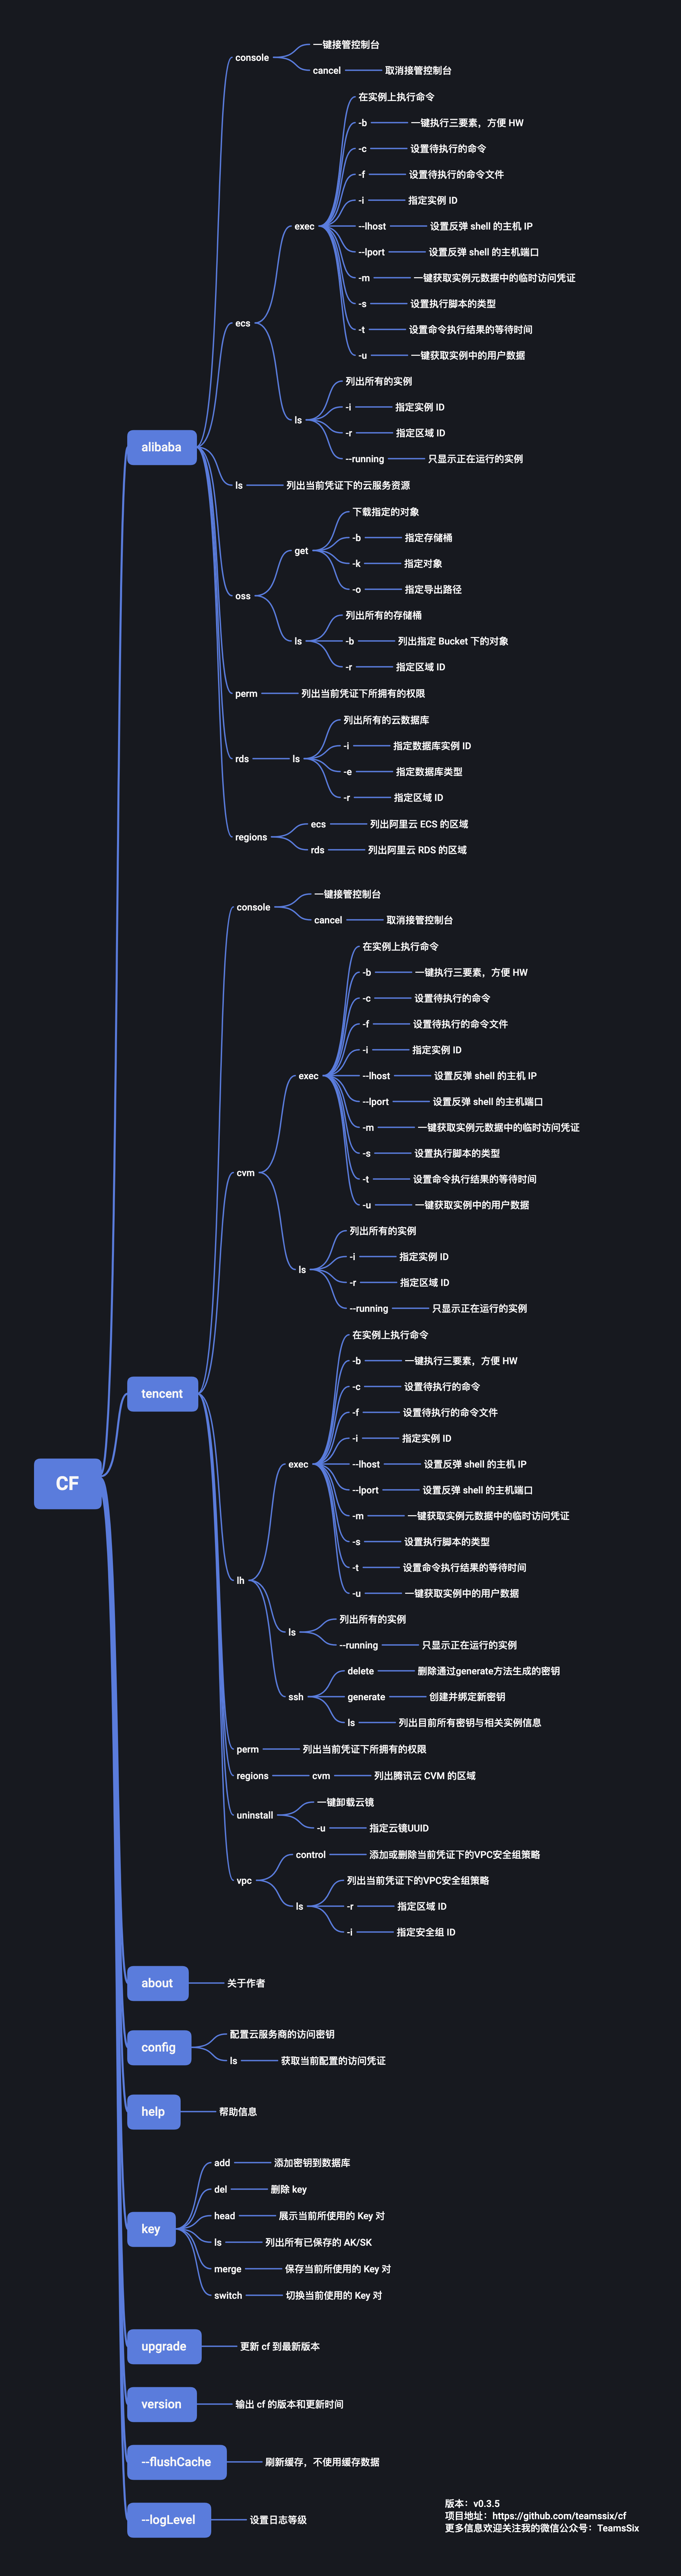 CF
alibaba
console
一键接管控制台
cancel
取消接管控制台
ecs
exec
在实例上执行命令
-b
一键执行三要素，方便 HW
-c
设置待执行的命令
-f
设置待执行的命令文件
-i
指定实例 ID
--lhost
设置反弹 shell 的主机 IP
--lport
设置反弹 shell 的主机端口
-m
一键获取实例元数据中的临时访问凭证
-s
设置执行脚本的类型
-t
设置命令执行结果的等待时间
-u
一键获取实例中的用户数据
ls
列出所有的实例
-i
指定实例 ID
-r
指定区域 ID
--running
只显示正在运行的实例
ls
列出当前凭证下的云服务资源
oss
get
下载指定的对象
-b
指定存储桶
-k
指定对象
-o
指定导出路径
ls
列出所有的存储桶
-b
列出指定 Bucket 下的对象
-r
指定区域 ID
perm
列出当前凭证下所拥有的权限
rds
ls
列出所有的云数据库
-i
指定数据库实例 ID
-e
指定数据库类型
-r
指定区域 ID
regions
ecs
列出阿里云 ECS 的区域
rds
列出阿里云 RDS 的区域
tencent
console
一键接管控制台
cancel
取消接管控制台
cvm
exec
在实例上执行命令
-b
一键执行三要素，方便 HW
-c
设置待执行的命令
-f
设置待执行的命令文件
-i
指定实例 ID
--lhost
设置反弹 shell 的主机 IP
--lport
设置反弹 shell 的主机端口
-m
一键获取实例元数据中的临时访问凭证
-s
设置执行脚本的类型
-t
设置命令执行结果的等待时间
-u
一键获取实例中的用户数据
ls
列出所有的实例
-i
指定实例 ID
-r
指定区域 ID
--running
只显示正在运行的实例
lh
exec
在实例上执行命令
-b
一键执行三要素，方便 HW
-c
设置待执行的命令
-f
设置待执行的命令文件
-i
指定实例 ID
--lhost
设置反弹 shell 的主机 IP
--lport
设置反弹 shell 的主机端口
-m
一键获取实例元数据中的临时访问凭证
-s
设置执行脚本的类型
-t
设置命令执行结果的等待时间
-u
一键获取实例中的用户数据
ls
列出所有的实例
--running
只显示正在运行的实例
ssh
delete
删除通过generate方法生成的密钥
generate
创建并绑定新密钥
ls
列出目前所有密钥与相关实例信息
perm
列出当前凭证下所拥有的权限
regions
cvm
列出腾讯云 CVM 的区域
uninstall
一键卸载云镜
-u
指定云镜UUID
vpc
control
添加或删除当前凭证下的VPC安全组策略
ls
列出当前凭证下的VPC安全组策略
-r
指定区域 ID
-i
指定安全组 ID
about
关于作者
config
配置云服务商的访问密钥
ls
获取当前配置的访问凭证
help
帮助信息
key
add
添加密钥到数据库
del
删除 key
head
展示当前所使用的 Key 对
ls
列出所有已保存的 AK/SK
merge
保存当前所使用的 Key 对
switch
切换当前使用的 Key 对
upgrade
更新 cf 到最新版本
version
输出 cf 的版本和更新时间
--flushCache
刷新缓存，不使用缓存数据
--logLevel
设置日志等级
版本：v0.3.5
项目地址：https://github.com/teamssix/cf
更多信息欢迎关注我的微信公众号：TeamsSix